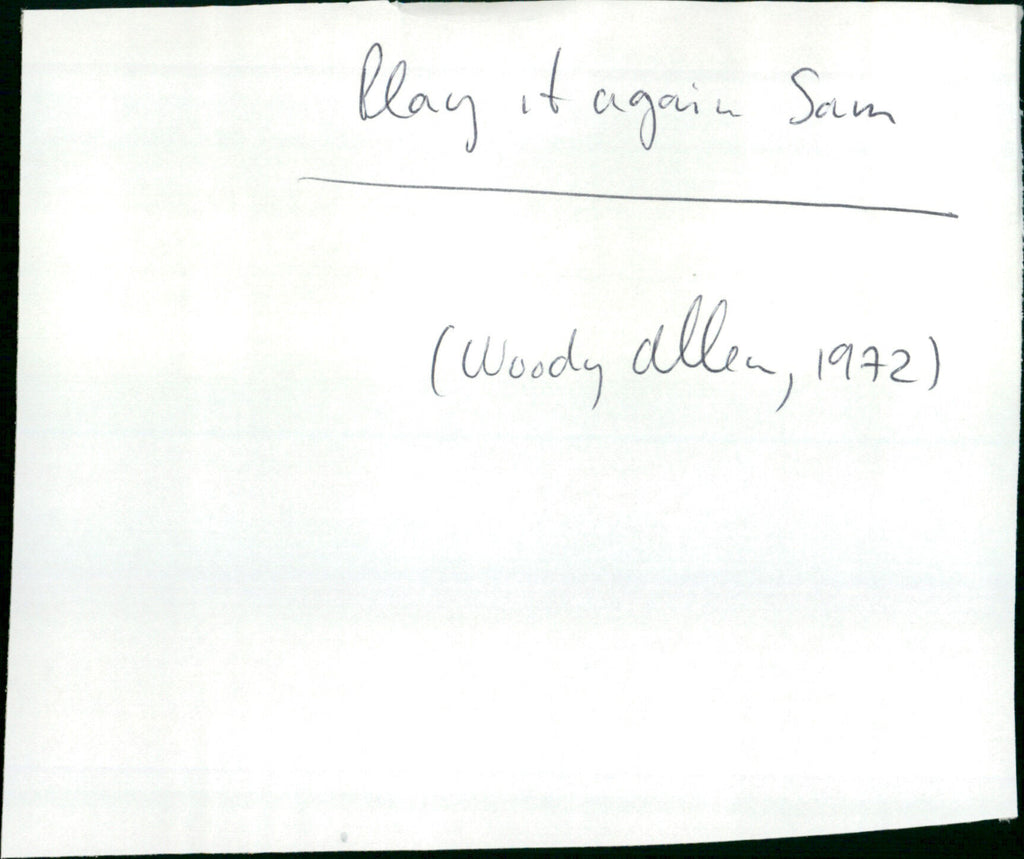 Play it again Sam
(Woody Allen, 1972)